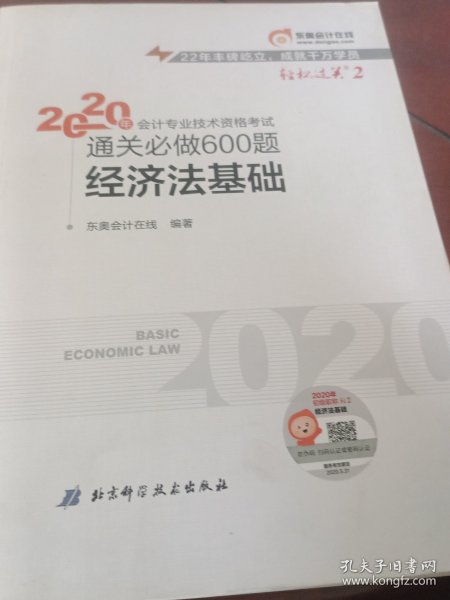 东奥会计在线
www.dongao.com
22年丰碑屹立，成就千万学员
轻松过关®2
2020年会计专业技术资格考试
通关必做600题
经济法基础
东奥会计在线 编著
BASIC
ECONOMIC LAW
2020
2020年
经济法基础
北京科学技术出版社
孔夫子旧书网
www.kongfz.com